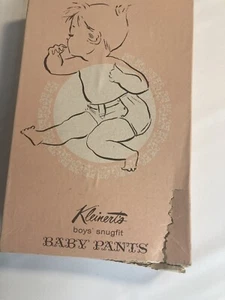 Kleinert's
boys' snugfit
BABY PANTS